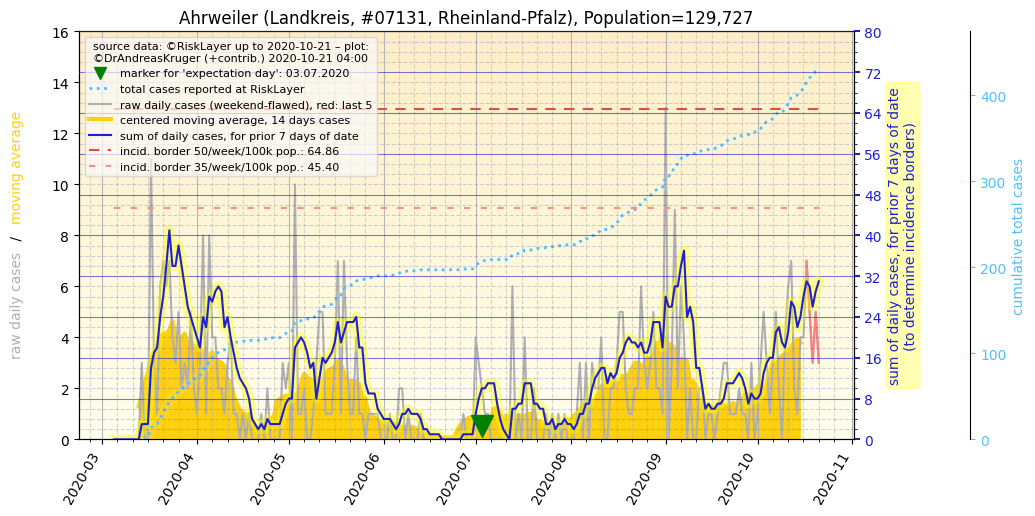 Ahrweiler (Landkreis, #07131, Rheinland-Pfalz), Population=129,727
source data: ©RiskLayer up to 2020-10-21 – plot:
©DrAndreasKruger (+contrib.) 2020-10-21 04:00
marker for 'expectation day': 03.07.2020
total cases reported at RiskLayer
raw daily cases (weekend-flawed), red: last 5
centered moving average, 14 days cases
sum of daily cases, for prior 7 days of date
incid. border 50/week/100k pop.: 64.86
incid. border 35/week/100k pop.: 45.40
raw daily cases / moving average
16
14
12
10
8
6
4
2
0
80
72
64
56
48
40
32
24
16
8
0
sum of daily cases, for prior 7 days of date
(to determine incidence borders)
400
300
200
100
0
cumulative total cases
2020-03
2020-04
2020-05
2020-06
2020-07
2020-08
2020-09
2020-10
2020-11